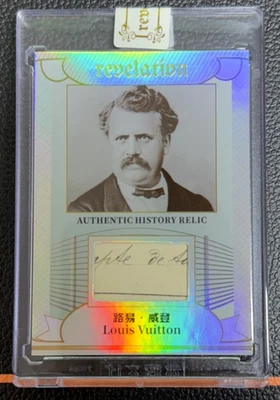 revelation
AUTHENTIC HISTORY RELIC
路易·威登
Louis Vuitton